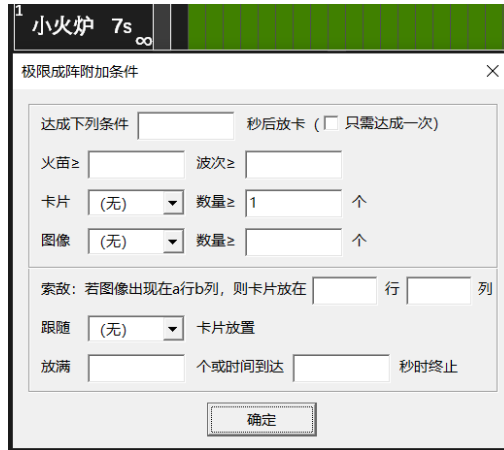 1
小火炉 7s ∞
极限成阵附加条件
达成下列条件 秒后放卡 ( 只需达成一次)
火苗≥ 波次≥
卡片 (无) 数量≥ 1 个
图像 (无) 数量≥ 个
索敌: 若图像出现在a行b列, 则卡片放在 行 列
跟随 (无) 卡片放置
放满 个或时间到达 秒时终止
确定